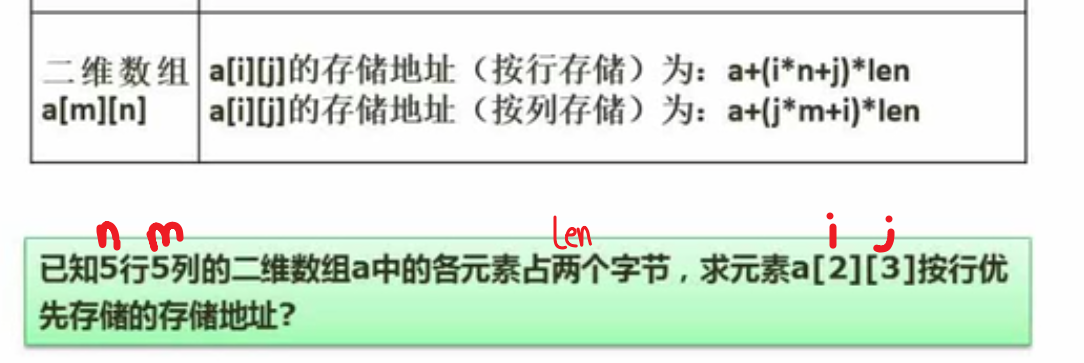 二维数组 a[i][j]的存储地址（按行存储）为：a+(i*n+j)*len
a[m][n] a[i][j]的存储地址（按列存储）为：a+(j*m+i)*len
n m len i j
已知5行5列的二维数组a中的各元素占两个字节，求元素a[2][3]按行优
先存储的存储地址?